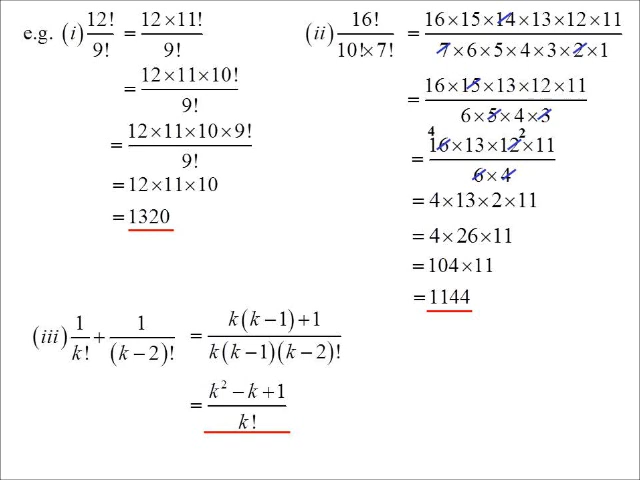 e.g. (i) 12!/9! = (12×11!)/9!
= (12×11×10!)/9!
= (12×11×10×9!)/9!
= 12×11×10
= 1320
(ii) 16!/(10!×7!) = (16×15×14×13×12×11)/(7×6×5×4×3×2×1)
= (16×15×13×12×11)/(6×5×4×3)
4 2
= (16×13×12×11)/(6×4)
= 4×13×2×11
= 4×26×11
= 104×11
= 1144
(iii) 1/k! + 1/(k−2)! = (k(k−1)+1)/(k(k−1)(k−2)!)
= (k²−k+1)/k!